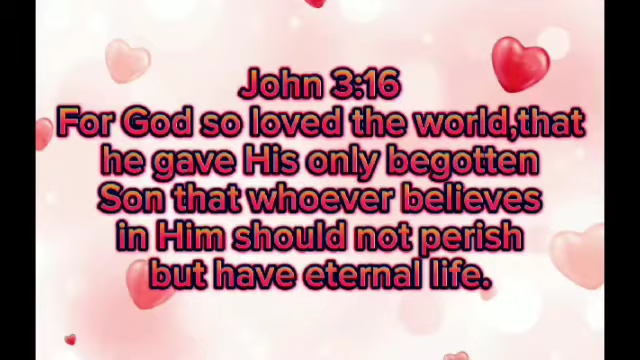 John 3:16
For God so loved the world,that
he gave His only begotten
Son that whoever believes
in Him should not perish
but have eternal life.